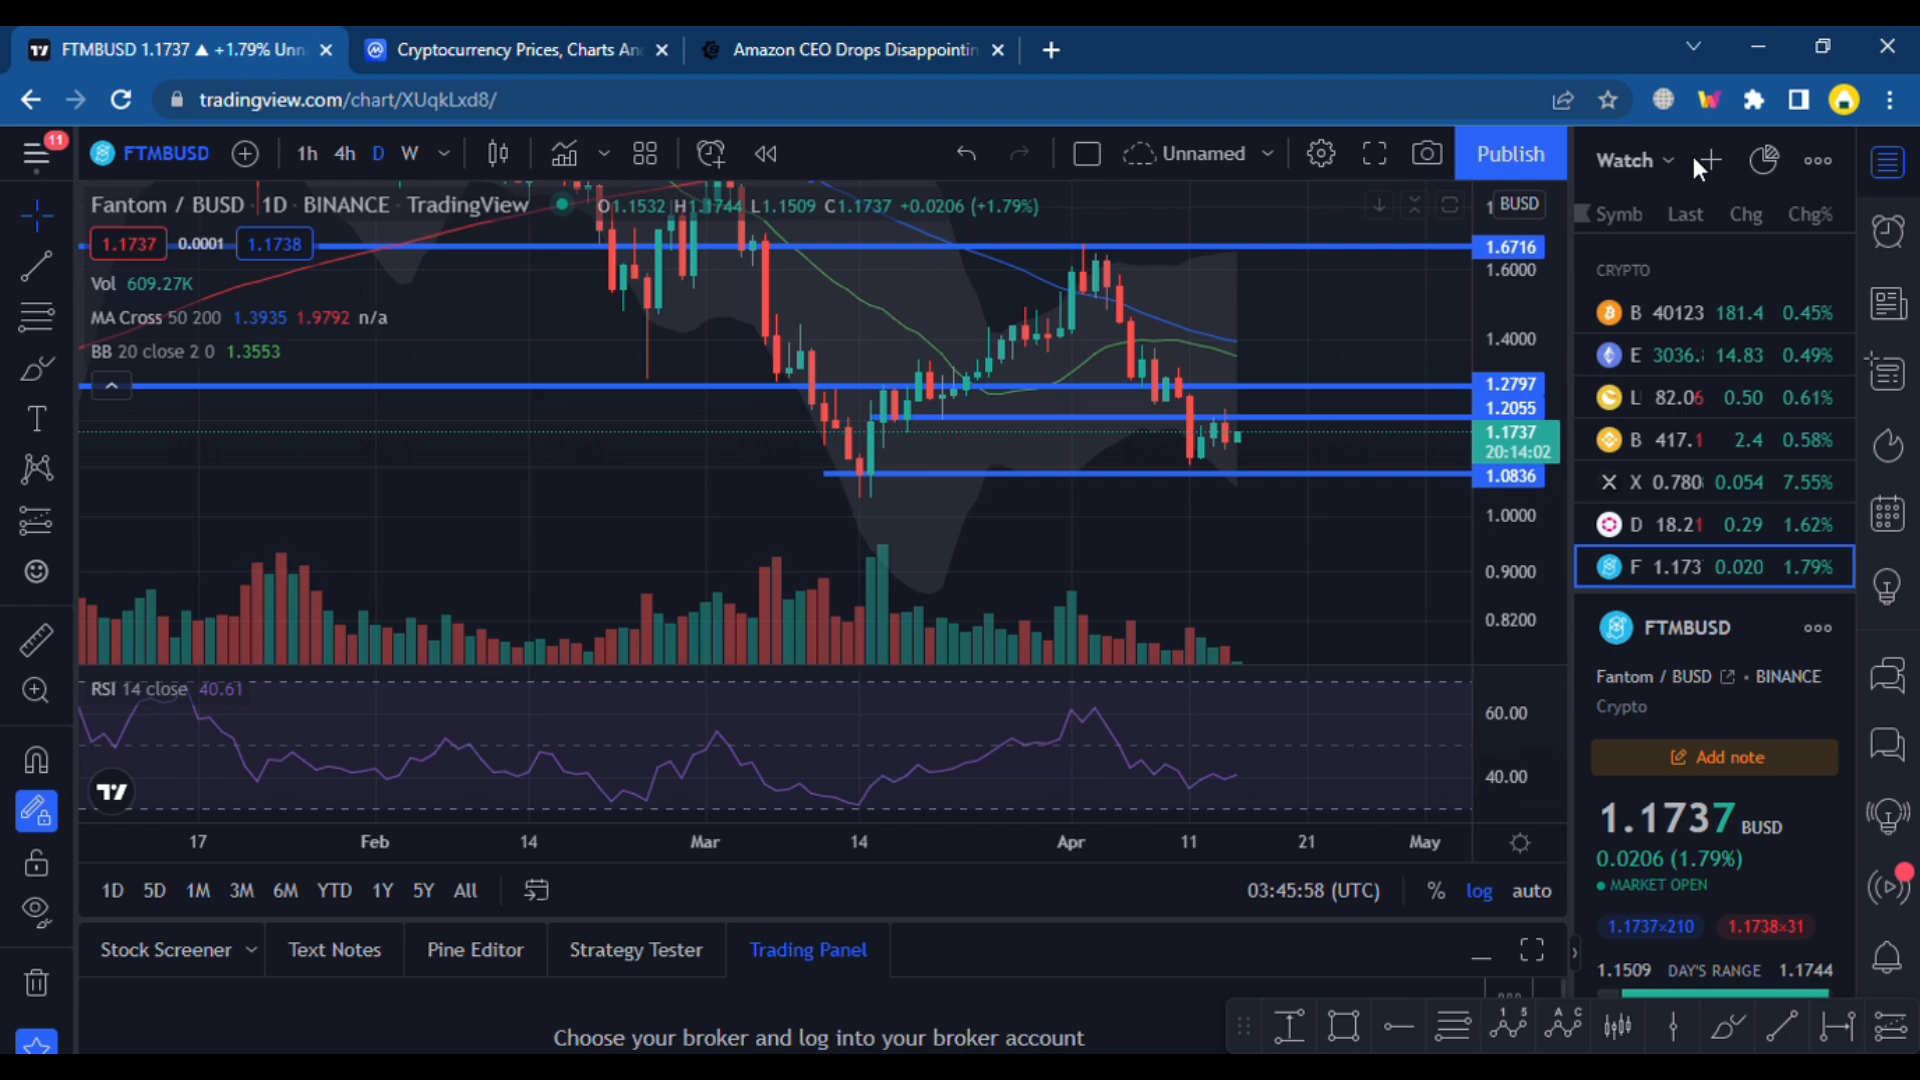 FTMBUSD 1.1737 ▲ +1.79% Unn
Cryptocurrency Prices, Charts An
Amazon CEO Drops Disappointin
tradingview.com/chart/XUqkLxd8/
11
FTMBUSD
1h 4h D W
Unnamed
Publish
Watch
Fantom / BUSD · 1D · BINANCE · TradingView
O1.1532 H1.1744 L1.1509 C1.1737 +0.0206 (+1.79%)
BUSD
Symb Last Chg Chg%
1.1737 0.0001 1.1738
Vol 609.27K
MA Cross 50 200 1.3935 1.9792 n/a
BB 20 close 2 0 1.3553
1.6716
1.6000
1.4000
1.2797
1.2055
1.1737
20:14:02
1.0836
1.0000
0.9000
0.8200
CRYPTO
B 40123 181.4 0.45%
E 3036. 14.83 0.49%
L 82.06 0.50 0.61%
B 417.1 2.4 0.58%
X 0.780 0.054 7.55%
D 18.21 0.29 1.62%
F 1.173 0.020 1.79%
FTMBUSD
Fantom / BUSD • BINANCE
Crypto
Add note
1.1737 BUSD
0.0206 (1.79%)
MARKET OPEN
1.1737×210 1.1738×31
1.1509 DAY'S RANGE 1.1744
RSI 14 close 40.61
60.00
40.00
17 Feb 14 Mar 14 Apr 11 21 May
1D 5D 1M 3M 6M YTD 1Y 5Y All
03:45:58 (UTC) % log auto
Stock Screener Text Notes Pine Editor Strategy Tester Trading Panel
Choose your broker and log into your broker account